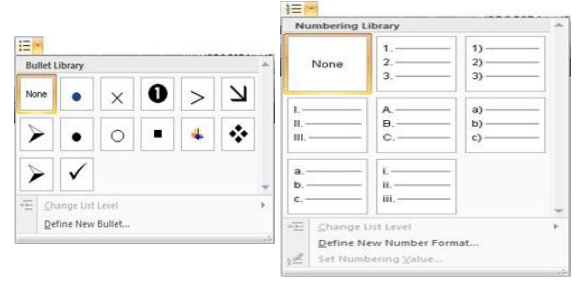 Bullet Library
None
Change List Level
Define New Bullet...
Numbering Library
None
1.
2.
3.
1)
2)
3)
I.
II.
III.
A.
B.
C.
a)
b)
c)
a.
b.
c.
i.
ii.
iii.
Change List Level
Define New Number Format...
Set Numbering Value...